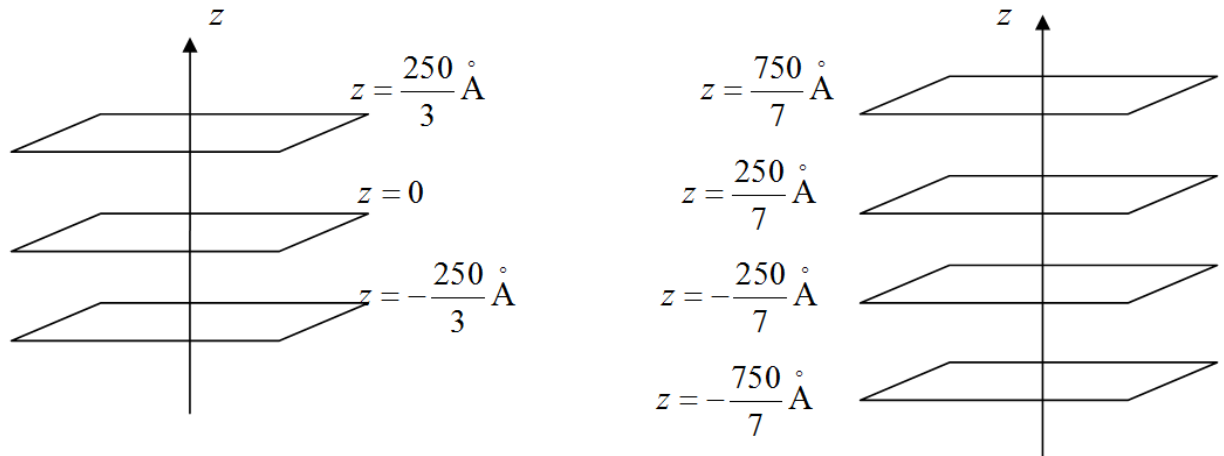 z
z = 250/3 Å
z = 0
z = -250/3 Å
z
z = 750/7 Å
z = 250/7 Å
z = -250/7 Å
z = -750/7 Å